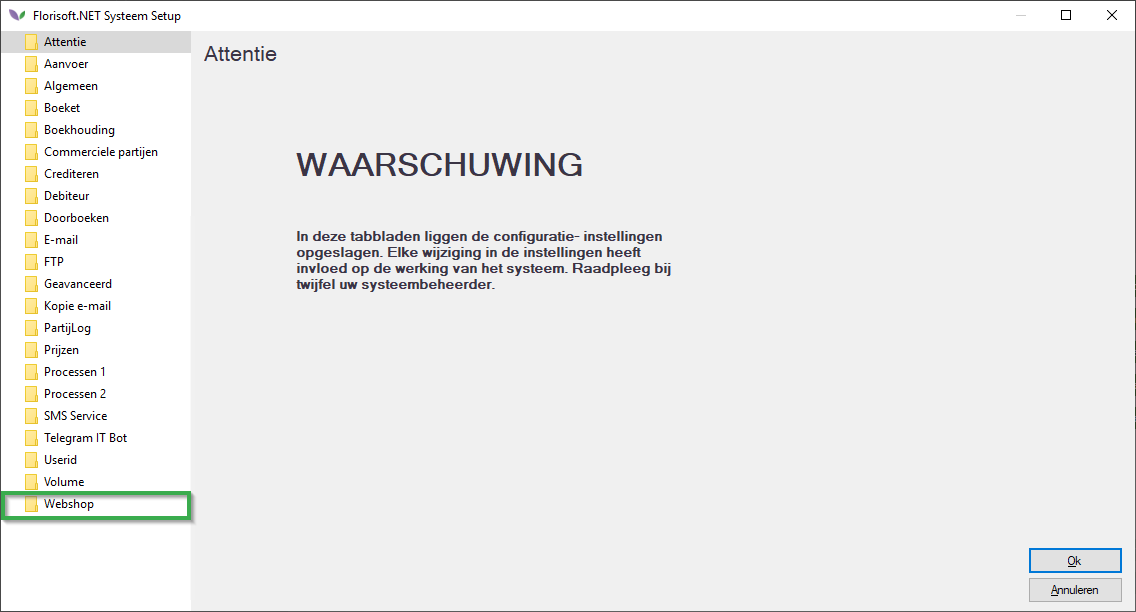 Florisoft.NET Systeem Setup
Attentie
Aanvoer
Algemeen
Boeket
Boekhouding
Commerciele partijen
Crediteren
Debiteur
Doorboeken
E-mail
FTP
Geavanceerd
Kopie e-mail
PartijLog
Prijzen
Processen 1
Processen 2
SMS Service
Telegram IT Bot
Userid
Volume
Webshop
Attentie
WAARSCHUWING
In deze tabbladen liggen de configuratie- instellingen
opgeslagen. Elke wijziging in de instellingen heeft
invloed op de werking van het systeem. Raadpleeg bij
twijfel uw systeembeheerder.
Ok
Annuleren